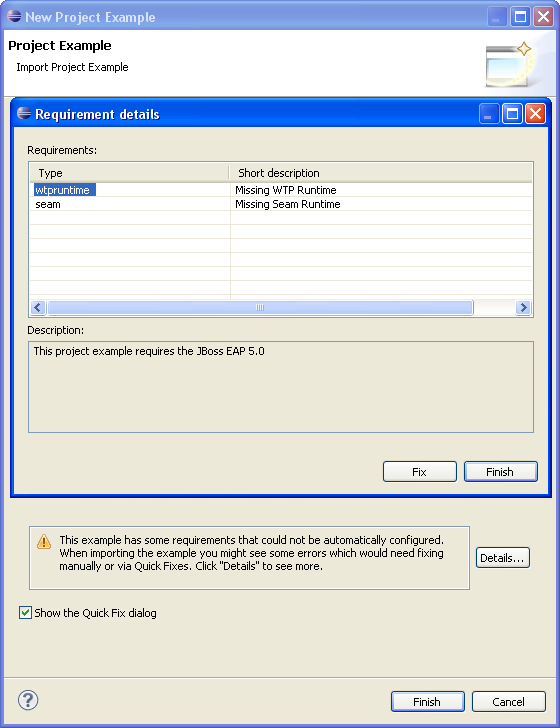 New Project Example
Project Example
Import Project Example
Requirement details
Requirements:
Type Short description
wtpruntime Missing WTP Runtime
seam Missing Seam Runtime
Description:
This project example requires the JBoss EAP 5.0
Fix Finish
This example has some requirements that could not be automatically configured.
When importing the example you might see some errors which would need fixing
manually or via Quick Fixes. Click "Details" to see more.
Details...
Show the Quick Fix dialog
Finish Cancel